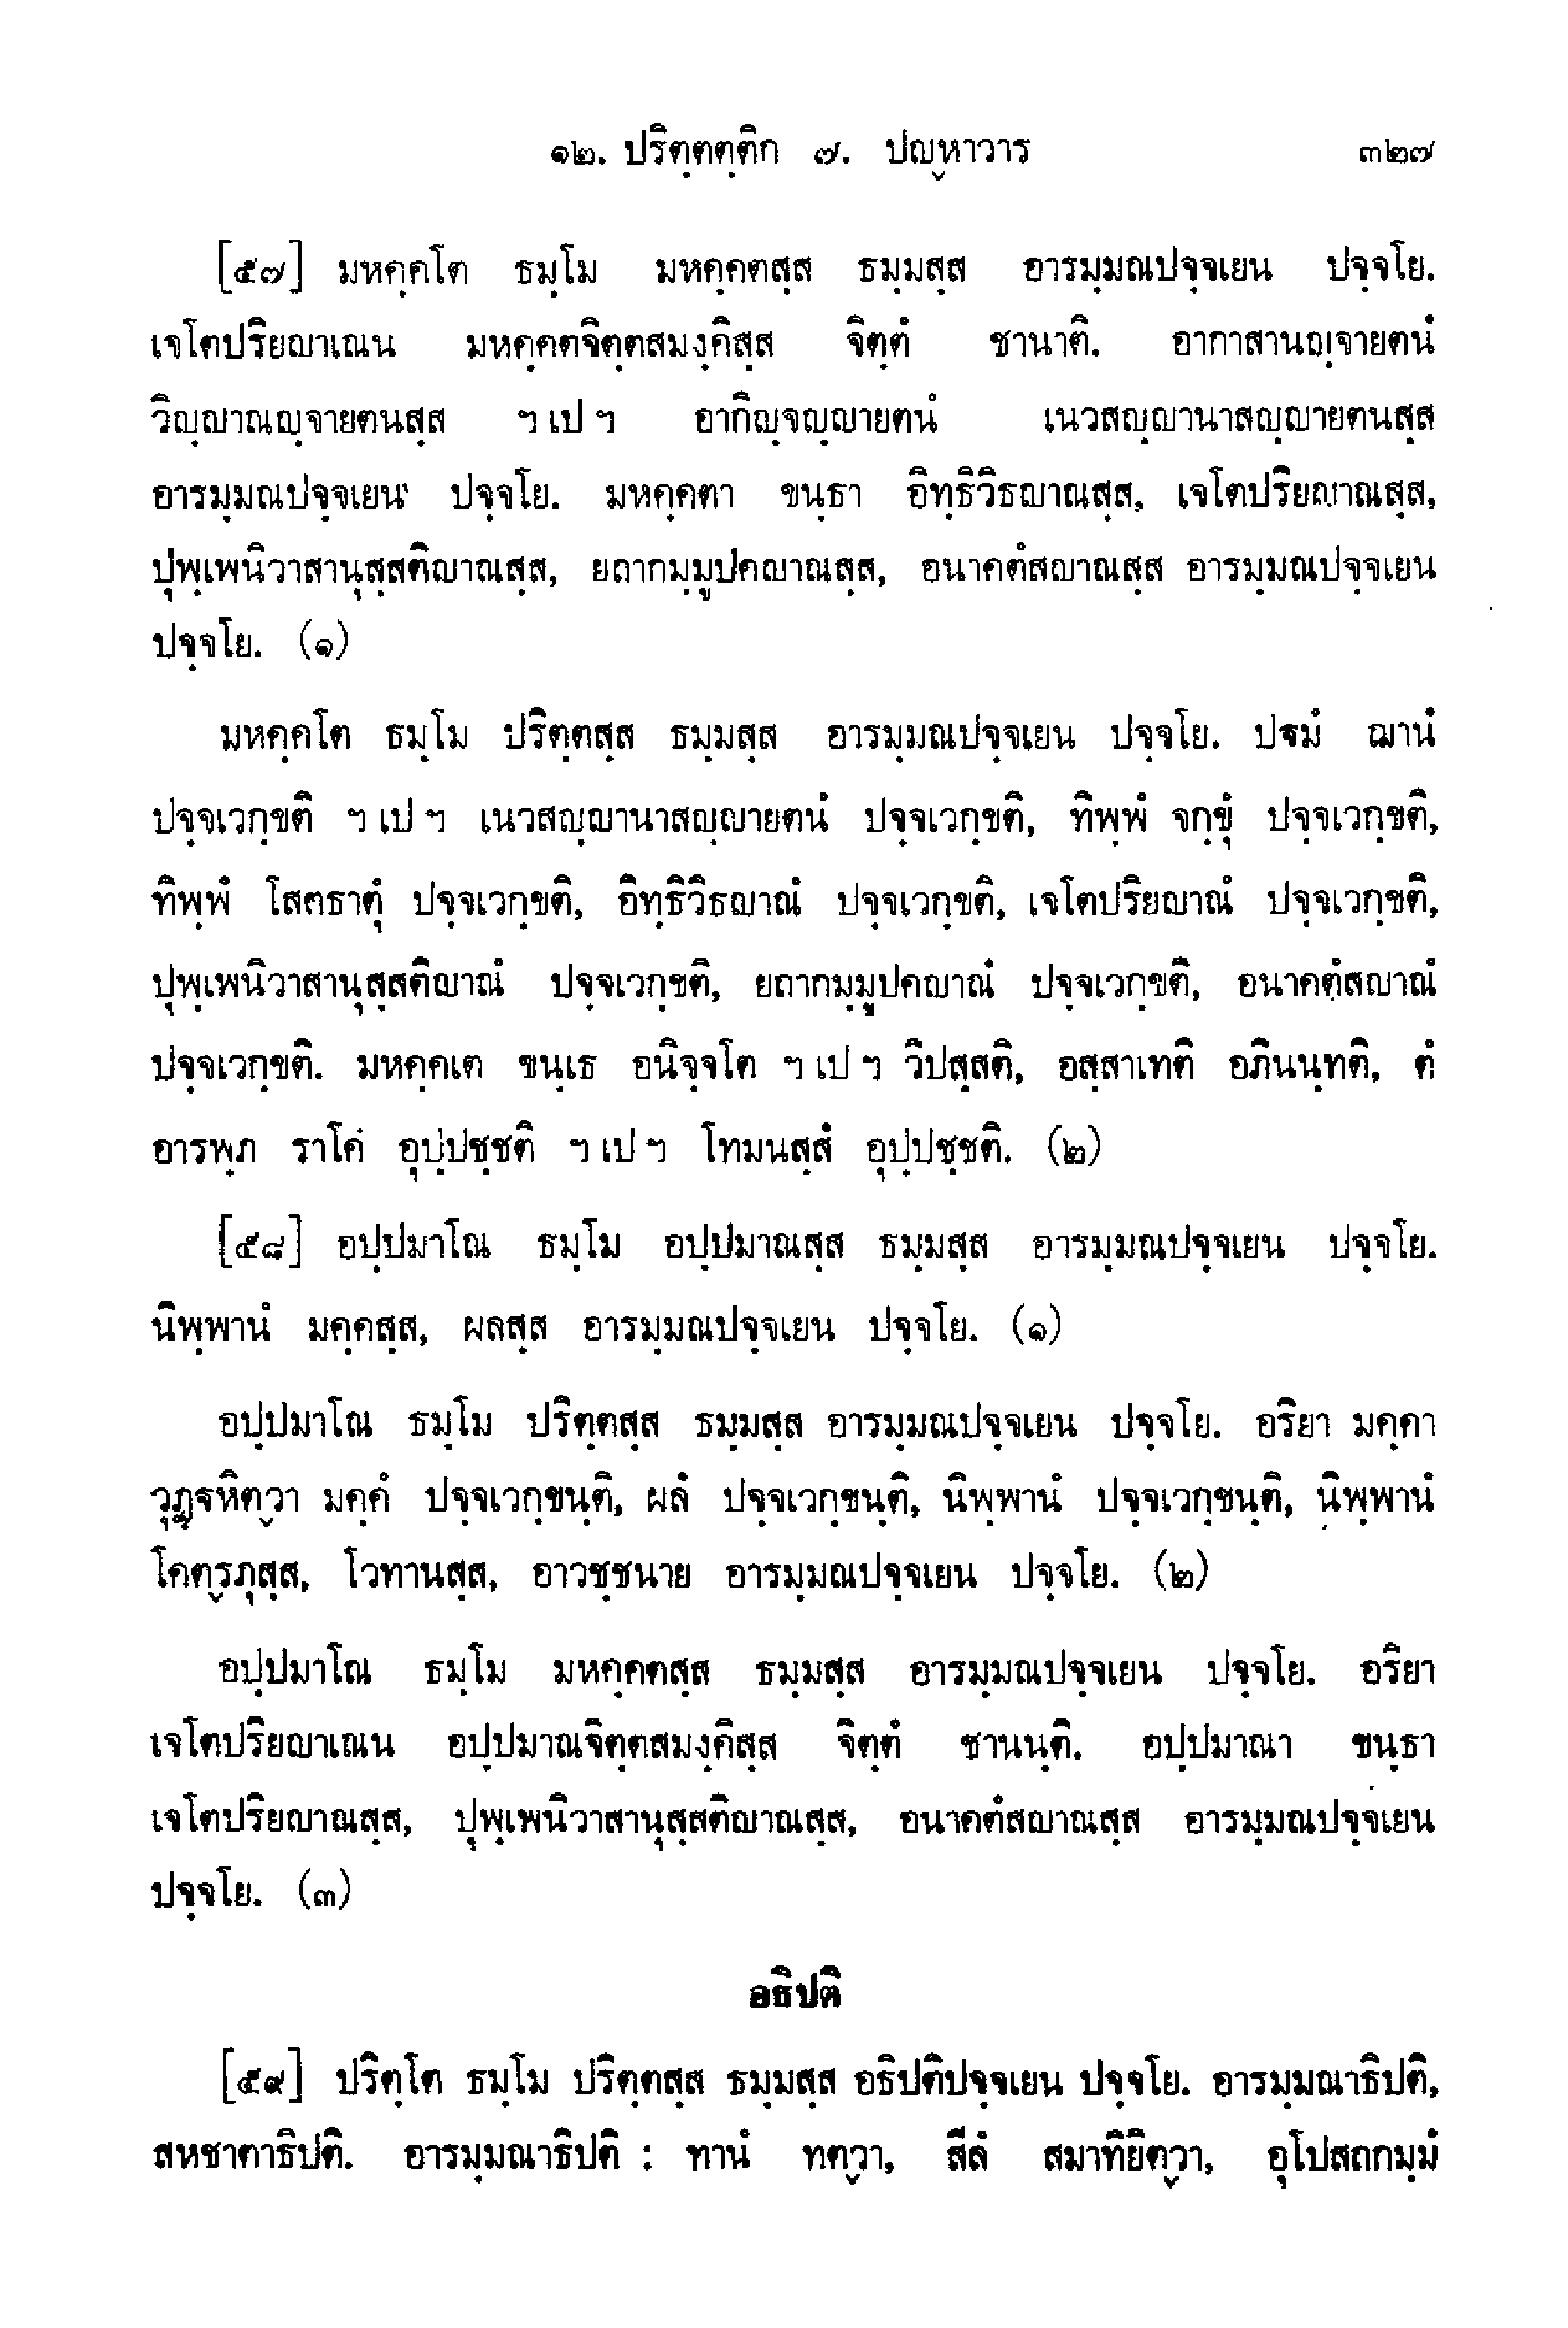 ๑๒. ปริตฺตตฺติก ๗. ปญฺหาวาร ๓๒๗
[๕๗] มหคฺคโต ธมฺโม มหคฺคตสฺส ธมฺมสฺส อารมฺมณปจฺจเยน ปจฺจโย.
เจโตปริยญาเณน มหคฺคตจิตฺตสมงฺคิสฺส จิตฺตํ ชานาติ. อากาสานญฺจายตนํ
วิญฺญาณญฺจายตนสฺส ฯ เป ฯ อากิญฺจญฺญายตนํ เนวสญฺญานาสญฺญายตนสฺส
อารมฺมณปจฺจเยน ปจฺจโย. มหคฺคตา ขนฺธา อิทฺธิวิธญาณสฺส, เจโตปริยญาณสฺส,
ปุพฺเพนิวาสานุสฺสติญาณสฺส, ยถากมฺมูปคญาณสฺส, อนาคตํสญาณสฺส อารมฺมณปจฺจเยน
ปจฺจโย. (๑)
มหคฺคโต ธมฺโม ปริตฺตสฺส ธมฺมสฺส อารมฺมณปจฺจเยน ปจฺจโย. ปฐมํ ฌานํ
ปจฺจเวกฺขติ ฯ เป ฯ เนวสญฺญานาสญฺญายตนํ ปจฺจเวกฺขติ, ทิพฺพํ จกฺขุํ ปจฺจเวกฺขติ,
ทิพฺพํ โสตธาตุํ ปจฺจเวกฺขติ, อิทฺธิวิธญาณํ ปจฺจเวกฺขติ, เจโตปริยญาณํ ปจฺจเวกฺขติ,
ปุพฺเพนิวาสานุสฺสติญาณํ ปจฺจเวกฺขติ, ยถากมฺมูปคญาณํ ปจฺจเวกฺขติ, อนาคตํสญาณํ
ปจฺจเวกฺขติ. มหคฺคเต ขนฺเธ อนิจฺจโต ฯ เป ฯ วิปสฺสติ, อสฺสาเทติ อภินนฺทติ, ตํ
อารพฺภ ราโค อุปฺปชฺชติ ฯ เป ฯ โทมนสฺสํ อุปฺปชฺชติ. (๒)
[๕๘] อปฺปมาโณ ธมฺโม อปฺปมาณสฺส ธมฺมสฺส อารมฺมณปจฺจเยน ปจฺจโย.
นิพฺพานํ มคฺคสฺส, ผลสฺส อารมฺมณปจฺจเยน ปจฺจโย. (๑)
อปฺปมาโณ ธมฺโม ปริตฺตสฺส ธมฺมสฺส อารมฺมณปจฺจเยน ปจฺจโย. อริยา มคฺคา
วุฏฺฐหิตฺวา มคฺคํ ปจฺจเวกฺขนฺติ, ผลํ ปจฺจเวกฺขนฺติ, นิพฺพานํ ปจฺจเวกฺขนฺติ, นิพฺพานํ
โคตฺรภุสฺส, โวทานสฺส, อาวชฺชนาย อารมฺมณปจฺจเยน ปจฺจโย. (๒)
อปฺปมาโณ ธมฺโม มหคฺคตสฺส ธมฺมสฺส อารมฺมณปจฺจเยน ปจฺจโย. อริยา
เจโตปริยญาเณน อปฺปมาณจิตฺตสมงฺคิสฺส จิตฺตํ ชานนฺติ. อปฺปมาณา ขนฺธา
เจโตปริยญาณสฺส, ปุพฺเพนิวาสานุสฺสติญาณสฺส, อนาคตํสญาณสฺส อารมฺมณปจฺจเยน
ปจฺจโย. (๓)
อธิปติ
[๕๙] ปริตฺโต ธมฺโม ปริตฺตสฺส ธมฺมสฺส อธิปติปจฺจเยน ปจฺจโย. อารมฺมณาธิปติ,
สหชาตาธิปติ. อารมฺมณาธิปติ : ทานํ ทตฺวา, สีลํ สมาทิยิตฺวา, อุโปสถกมฺมํ